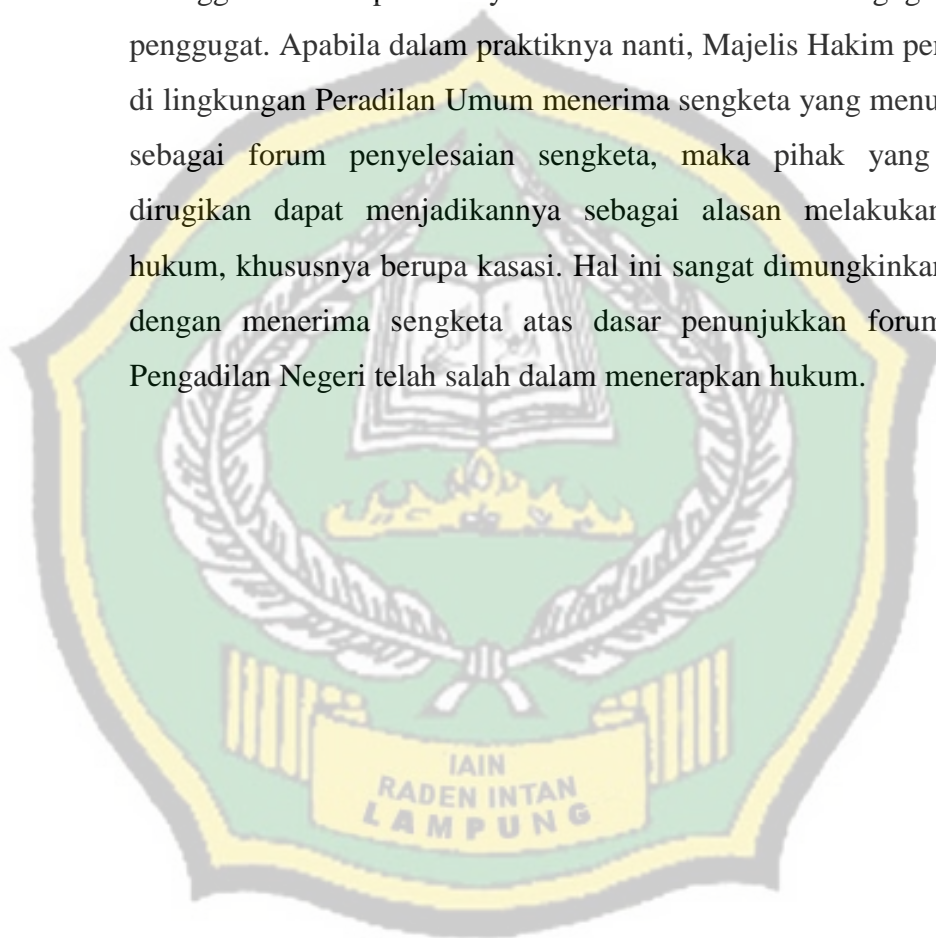 penggugat. Apabila dalam praktiknya nanti, Majelis Hakim
di lingkungan Peradilan Umum menerima sengketa yang
sebagai forum penyelesaian sengketa, maka pihak yang
dirugikan dapat menjadikannya sebagai alasan melakukan
hukum, khususnya berupa kasasi. Hal ini sangat dimungkinkan
dengan menerima sengketa atas dasar penunjukkan forum
Pengadilan Negeri telah salah dalam menerapkan hukum.
IAIN
RADEN INTAN
LAMPUNG